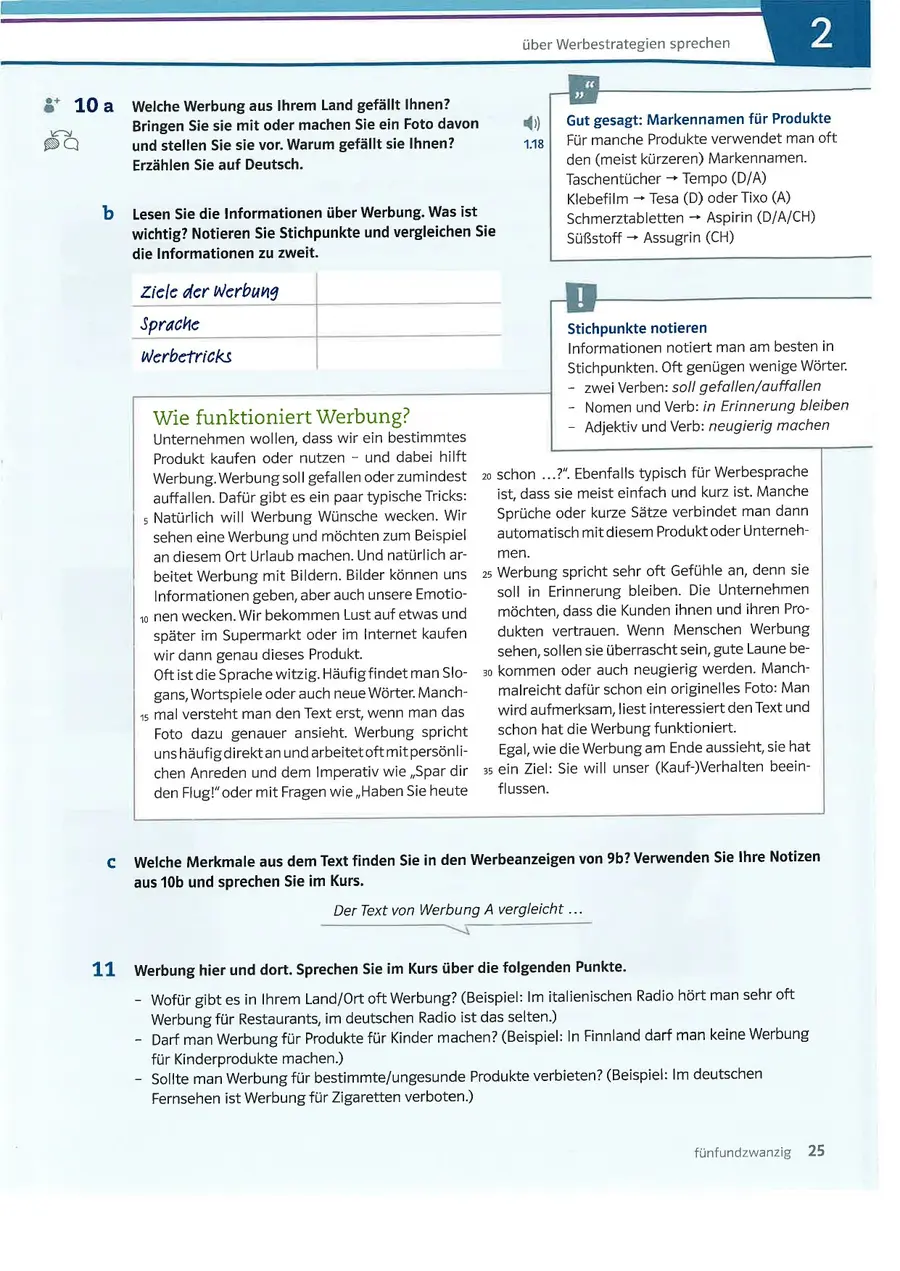 über Werbestrategien sprechen
2
10 a Welche Werbung aus Ihrem Land gefällt Ihnen?
Bringen Sie sie mit oder machen Sie ein Foto davon
und stellen Sie sie vor. Warum gefällt sie Ihnen?
Erzählen Sie auf Deutsch.
b Lesen Sie die Informationen über Werbung. Was ist
wichtig? Notieren Sie Stichpunkte und vergleichen Sie
die Informationen zu zweit.
Ziele der Werbung
Sprache
Werbetricks
„“
1.18
Gut gesagt: Markennamen für Produkte
Für manche Produkte verwendet man oft
den (meist kürzeren) Markennamen.
Taschentücher → Tempo (D/A)
Klebefilm → Tesa (D) oder Tixo (A)
Schmerztabletten → Aspirin (D/A/CH)
Süßstoff → Assugrin (CH)
!
Stichpunkte notieren
Informationen notiert man am besten in
Stichpunkten. Oft genügen wenige Wörter.
– zwei Verben: soll gefallen/auffallen
– Nomen und Verb: in Erinnerung bleiben
– Adjektiv und Verb: neugierig machen
Wie funktioniert Werbung?
Unternehmen wollen, dass wir ein bestimmtes
Produkt kaufen oder nutzen – und dabei hilft
Werbung. Werbung soll gefallen oder zumindest
auffallen. Dafür gibt es ein paar typische Tricks:
5 Natürlich will Werbung Wünsche wecken. Wir
sehen eine Werbung und möchten zum Beispiel
an diesem Ort Urlaub machen. Und natürlich ar-
beitet Werbung mit Bildern. Bilder können uns
Informationen geben, aber auch unsere Emotio-
10 nen wecken. Wir bekommen Lust auf etwas und
später im Supermarkt oder im Internet kaufen
wir dann genau dieses Produkt.
Oft ist die Sprache witzig. Häufig findet man Slo-
gans, Wortspiele oder auch neue Wörter. Manch-
15 mal versteht man den Text erst, wenn man das
Foto dazu genauer ansieht. Werbung spricht
uns häufig direkt an und arbeitet oft mit persönli-
chen Anreden und dem Imperativ wie „Spar dir
den Flug!“ oder mit Fragen wie „Haben Sie heute
20 schon …?“. Ebenfalls typisch für Werbesprache
ist, dass sie meist einfach und kurz ist. Manche
Sprüche oder kurze Sätze verbindet man dann
automatisch mit diesem Produkt oder Unterneh-
men.
25 Werbung spricht sehr oft Gefühle an, denn sie
soll in Erinnerung bleiben. Die Unternehmen
möchten, dass die Kunden ihnen und ihren Pro-
dukten vertrauen. Wenn Menschen Werbung
sehen, sollen sie überrascht sein, gute Laune be-
30 kommen oder auch neugierig werden. Manch-
mal reicht dafür schon ein originelles Foto: Man
wird aufmerksam, liest interessiert den Text und
schon hat die Werbung funktioniert.
Egal, wie die Werbung am Ende aussieht, sie hat
35 ein Ziel: Sie will unser (Kauf-)Verhalten beein-
flussen.
c Welche Merkmale aus dem Text finden Sie in den Werbeanzeigen von 9b? Verwenden Sie Ihre Notizen
aus 10b und sprechen Sie im Kurs.
Der Text von Werbung A vergleicht …
11 Werbung hier und dort. Sprechen Sie im Kurs über die folgenden Punkte.
– Wofür gibt es in Ihrem Land/Ort oft Werbung? (Beispiel: Im italienischen Radio hört man sehr oft
Werbung für Restaurants, im deutschen Radio ist das selten.)
– Darf man Werbung für Produkte für Kinder machen? (Beispiel: In Finnland darf man keine Werbung
für Kinderprodukte machen.)
– Sollte man Werbung für bestimmte/ungesunde Produkte verbieten? (Beispiel: Im deutschen
Fernsehen ist Werbung für Zigaretten verboten.)
fünfundzwanzig 25